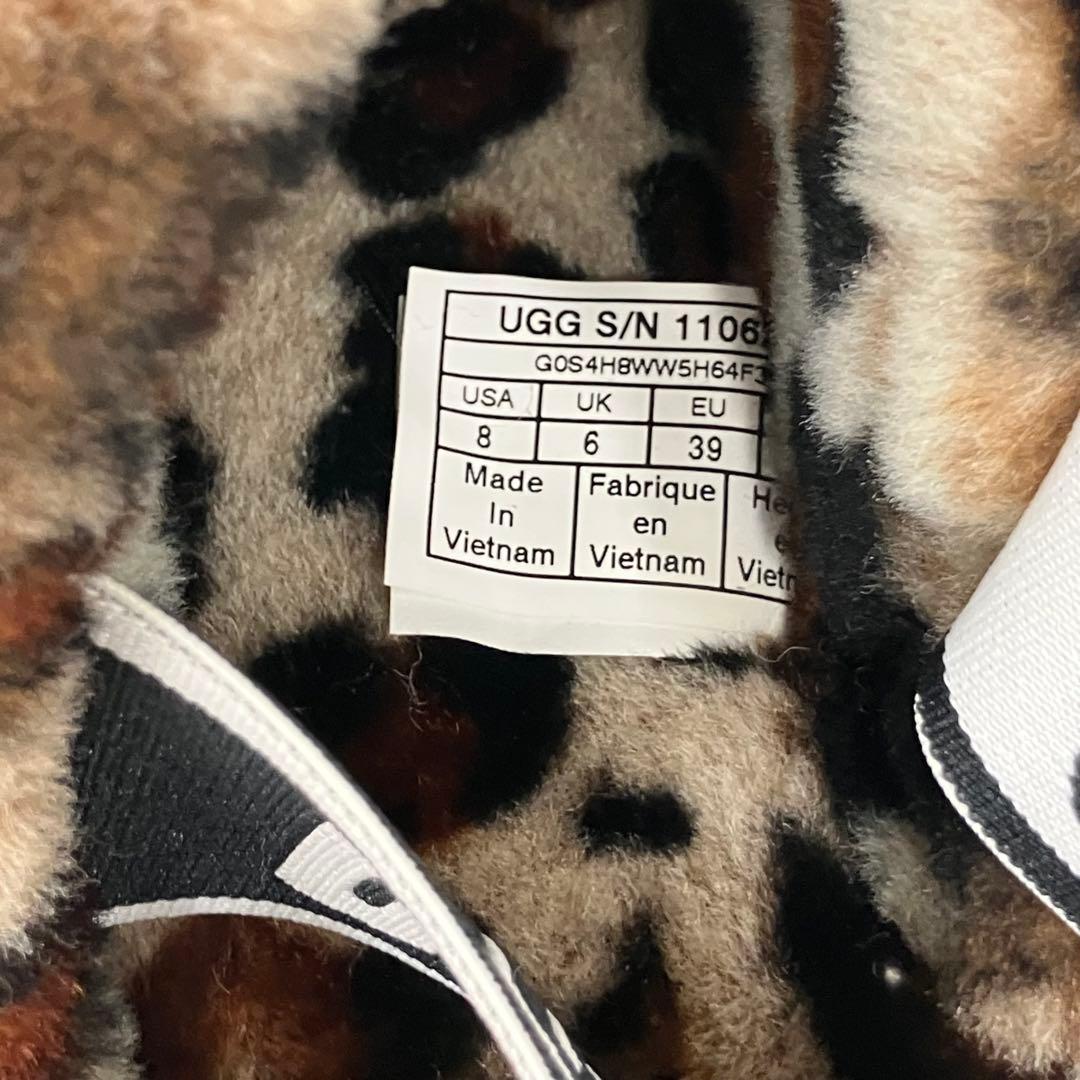 UGG S/N 1106
G0S4H8WW5H64F
USA UK EU
8 6 39
Made Fabrique
In en
Vietnam Vietnam